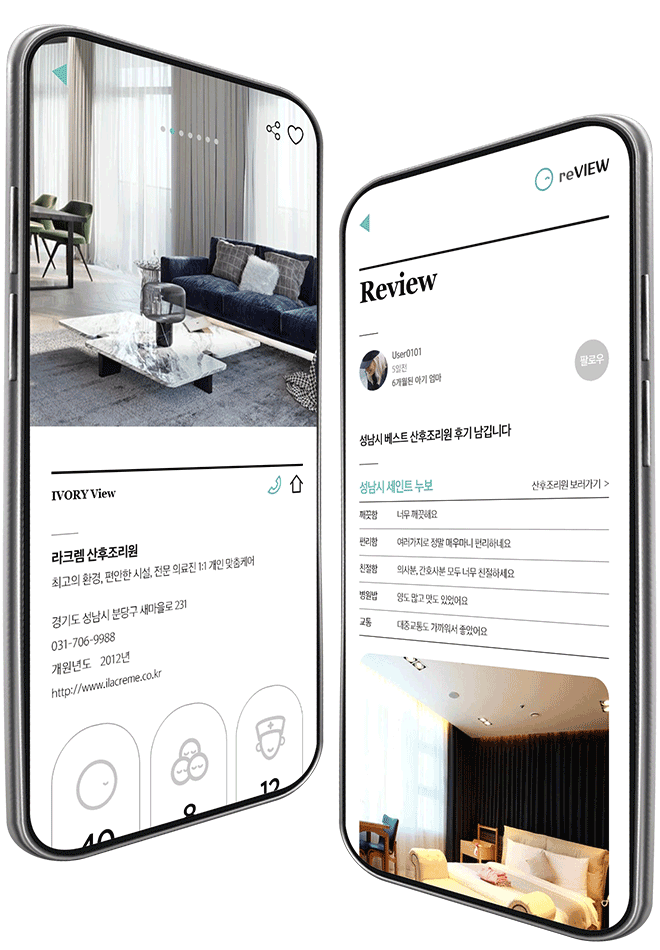 IVORY View
라크렘 산후조리원
최고의 환경, 편안한 시설, 전문 의료진 1:1 개인 맞춤케어
경기도 성남시 분당구 새마을로 231
031-706-9988
개원년도 2012년
http://www.ilacreme.co.kr
40
8
12
reVIEW
Review
User0101
5일전
6개월된 아기 엄마
팔로우
성남시 베스트 산후조리원 후기 남깁니다
성남시 세인트 누보 산후조리원 보러가기 >
깨끗함 너무 깨끗해요
편리함 여러가지로 정말 매우마니 편리하네요
친절함 의사분, 간호사분 모두 너무 친절하세요
병원밥 양도 많고 맛도 있었어요
교통 대중교통도 가까워서 좋았어요